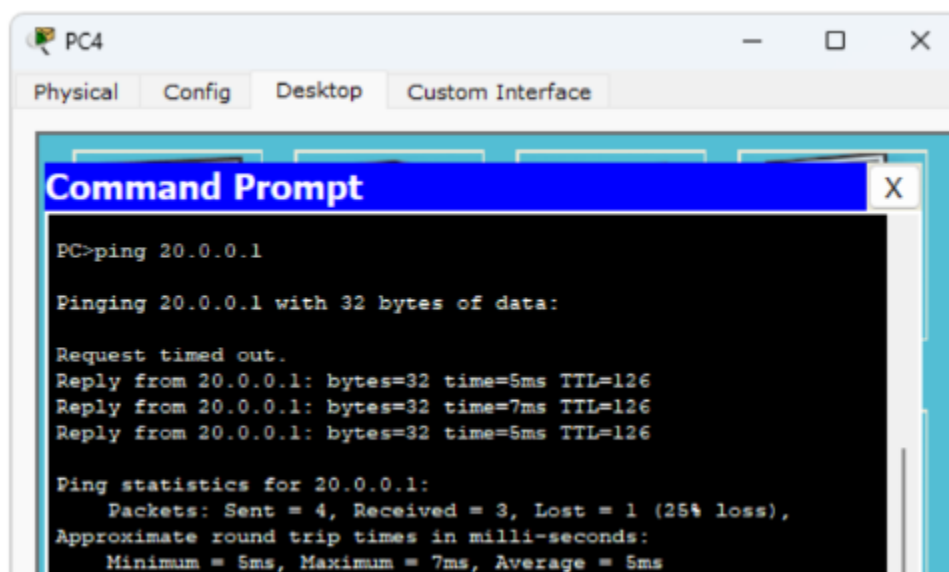 PC4
Physical Config Desktop Custom Interface
Command Prompt X
PC>ping 20.0.0.1
Pinging 20.0.0.1 with 32 bytes of data:
Request timed out.
Reply from 20.0.0.1: bytes=32 time=5ms TTL=126
Reply from 20.0.0.1: bytes=32 time=7ms TTL=126
Reply from 20.0.0.1: bytes=32 time=5ms TTL=126
Ping statistics for 20.0.0.1:
Packets: Sent = 4, Received = 3, Lost = 1 (25% loss),
Approximate round trip times in milli-seconds:
Minimum = 5ms, Maximum = 7ms, Average = 5ms